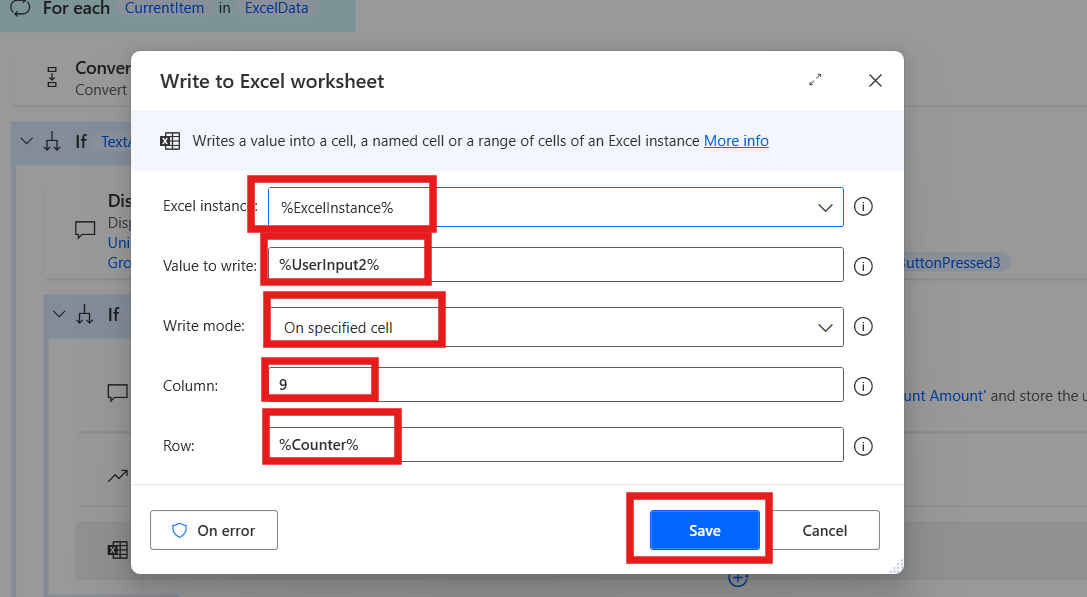 For each CurrentItem in ExcelData
Conver
Convert
If
Dis
Disp
Uni
Gro
ButtonPressed3
If
unt Amount' and store the u
Write to Excel worksheet
Writes a value into a cell, a named cell or a range of cells of an Excel instance More info
Excel instance: %ExcelInstance%
Value to write: %UserInput2%
Write mode: On specified cell
Column: 9
Row: %Counter%
On error
Save
Cancel